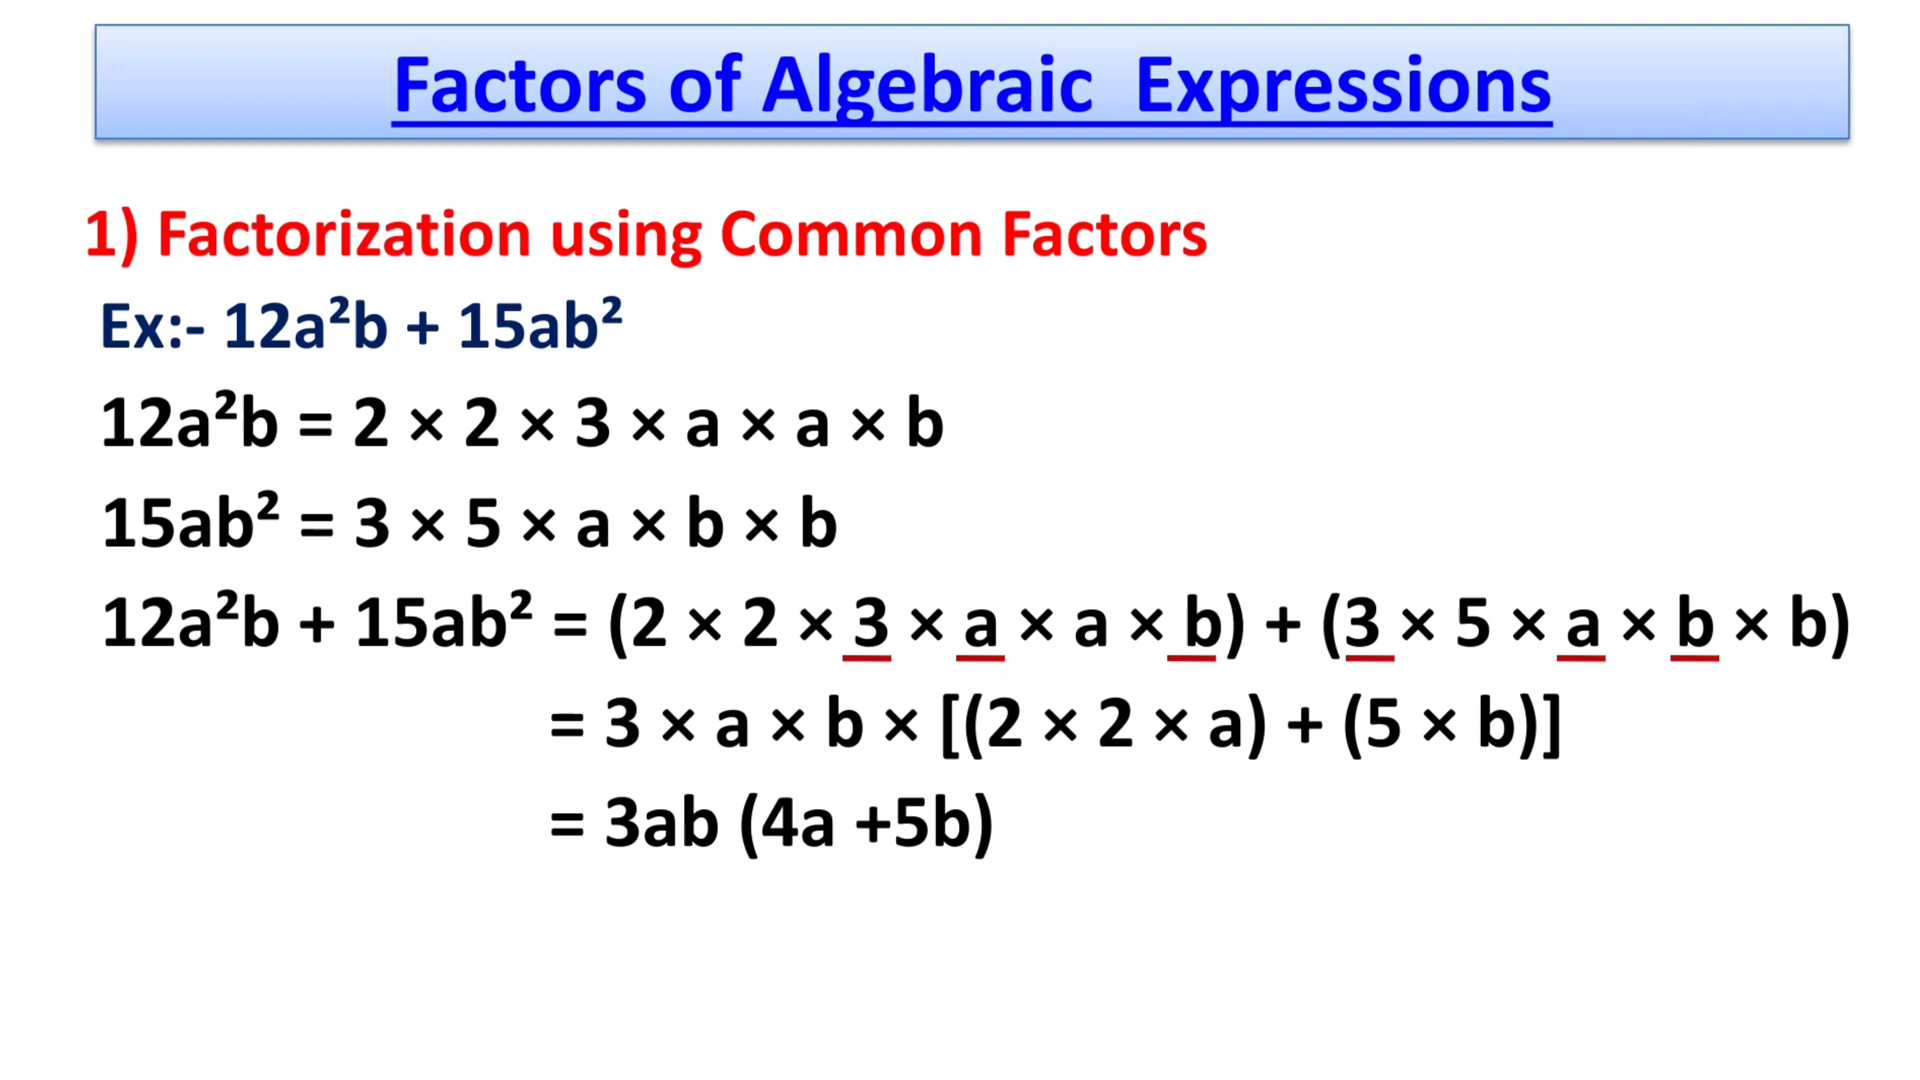 Factors of Algebraic  Expressions
1) Factorization using Common Factors
Ex:- 12a²b + 15ab²
12a²b = 2 × 2 × 3 × a × a × b
15ab² = 3 × 5 × a × b × b
12a²b + 15ab² = (2 × 2 × 3 × a × a × b) + (3 × 5 × a × b × b)
= 3 × a × b × [(2 × 2 × a) + (5 × b)]
= 3ab (4a +5b)